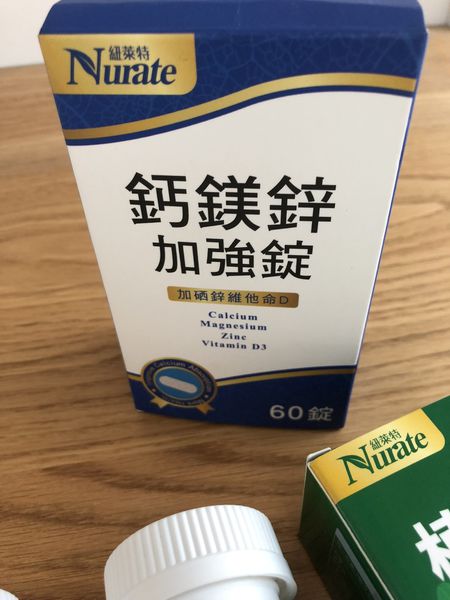 紐萊特
Nurate
鈣鎂鋅
加強錠
加硒鋅維他命D
Calcium
Magnesium
Zinc
Vitamin D3
60錠
紐萊特
Nurate